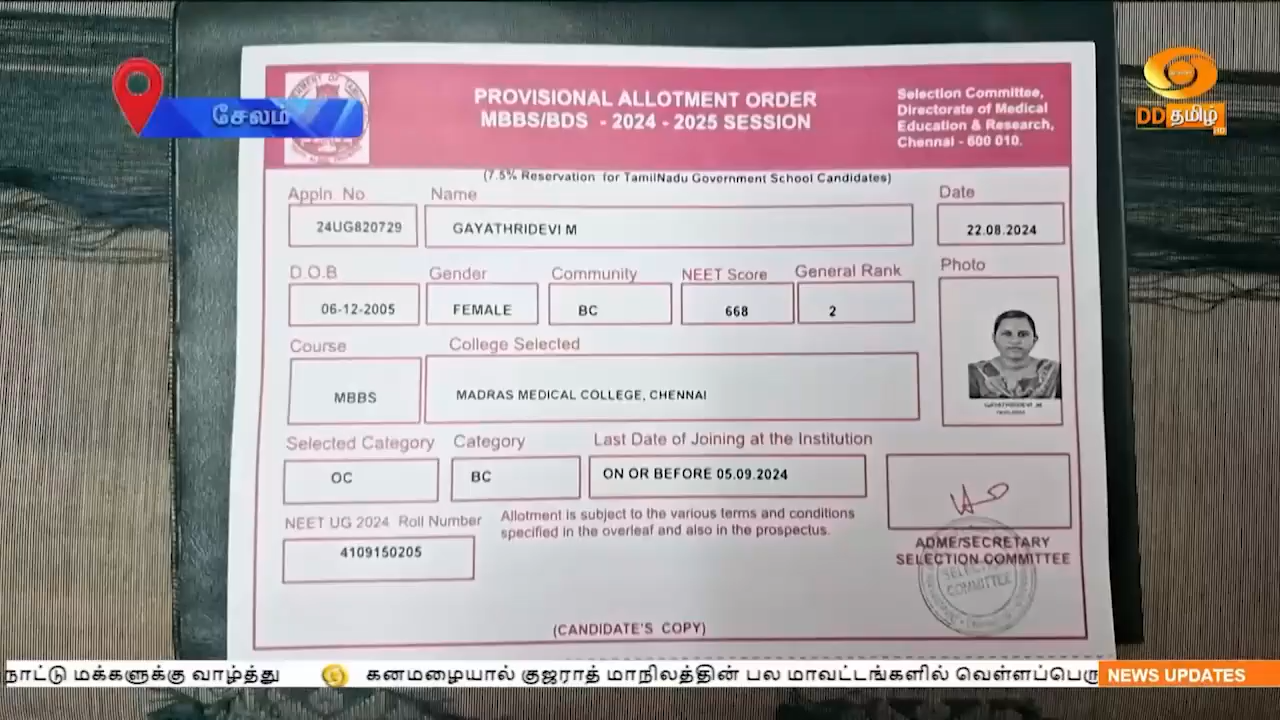 சேலம்
DD தமிழ் HD
PROVISIONAL ALLOTMENT ORDER
MBBS/BDS - 2024 - 2025 SESSION
Selection Committee,
Directorate of Medical
Education & Research,
Chennai - 600 010.
(7.5% Reservation for TamilNadu Government School Candidates)
Appln No
Name
Date
24UG820729
GAYATHRIDEVI M
22.08.2024
D.O.B
Gender
Community
NEET Score
General Rank
Photo
06-12-2005
FEMALE
BC
668
2
Course
College Selected
MBBS
MADRAS MEDICAL COLLEGE, CHENNAI
GAYATHRIDEVI .M
Selected Category
Category
Last Date of Joining at the Institution
OC
BC
ON OR BEFORE 05.09.2024
NEET UG 2024 Roll Number
Allotment is subject to the various terms and conditions
specified in the overleaf and also in the prospectus.
4109150205
ADME/SECRETARY
SELECTION COMMITTEE
SELECTION
COMMITTEE
(CANDIDATE'S COPY)
நாட்டு மக்களுக்கு வாழ்த்து கனமழையால் குஜராத் மாநிலத்தின் பல மாவட்டங்களில் வெள்ளப்பெரு
NEWS UPDATES